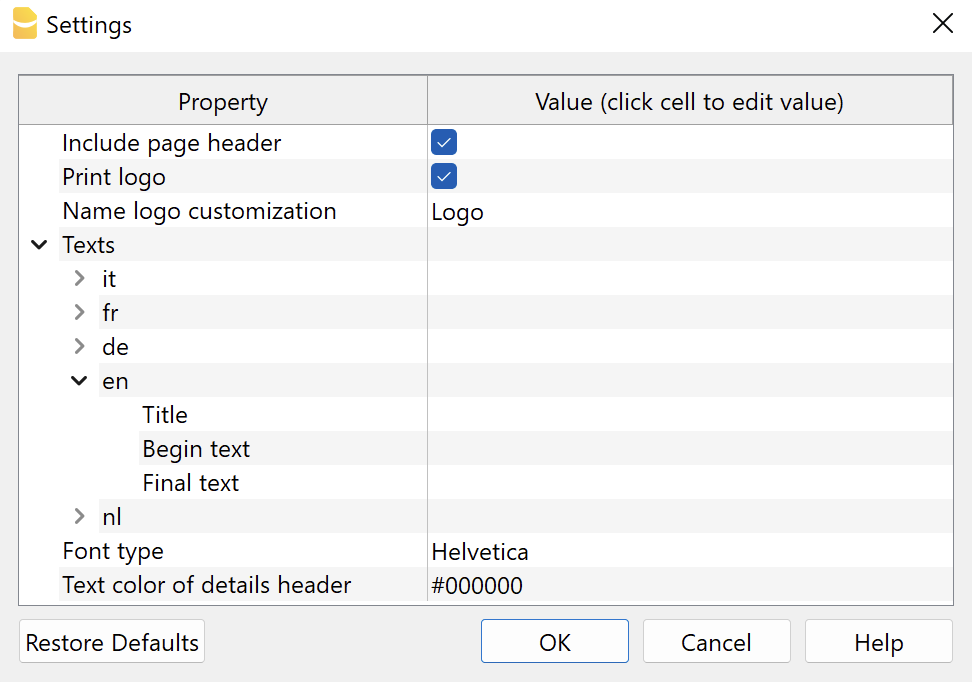 Settings
Property Value (click cell to edit value)
Include page header
Print logo
Name logo customization Logo
Texts
it
fr
de
en
Title
Begin text
Final text
nl
Font type Helvetica
Text color of details header #000000
Restore Defaults OK Cancel Help